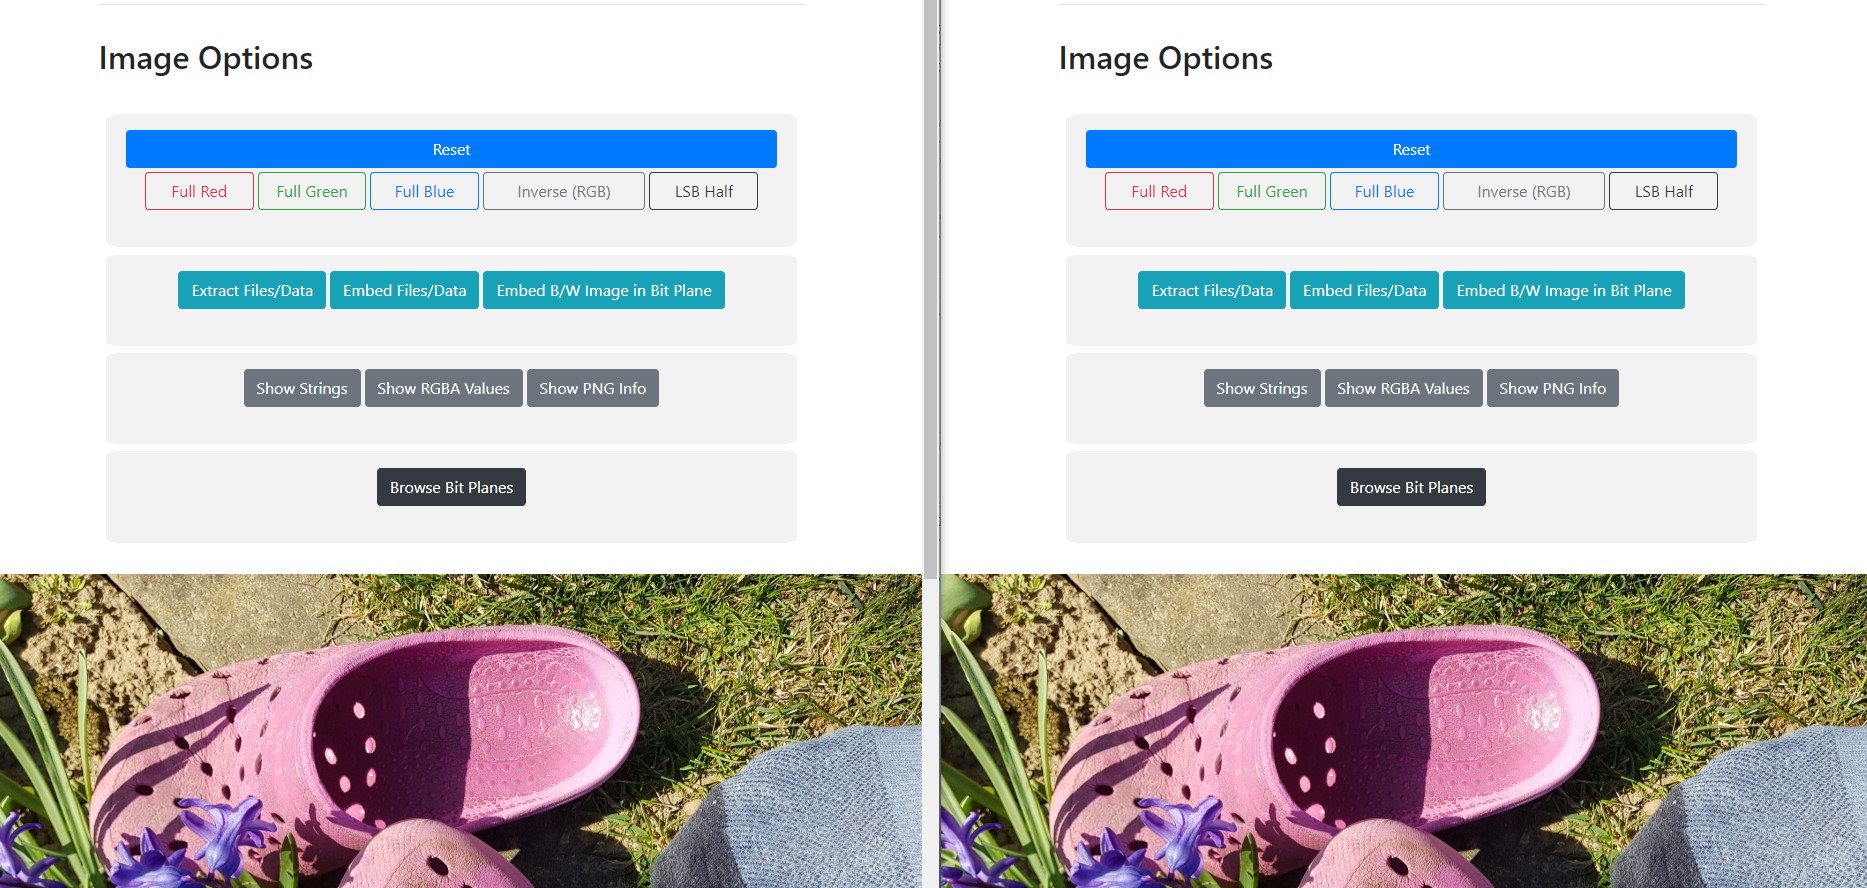 Image Options
Reset
Full Red Full Green Full Blue Inverse (RGB) LSB Half
Extract Files/Data Embed Files/Data Embed B/W Image in Bit Plane
Show Strings Show RGBA Values Show PNG Info
Browse Bit Planes
Image Options
Reset
Full Red Full Green Full Blue Inverse (RGB) LSB Half
Extract Files/Data Embed Files/Data Embed B/W Image in Bit Plane
Show Strings Show RGBA Values Show PNG Info
Browse Bit Planes